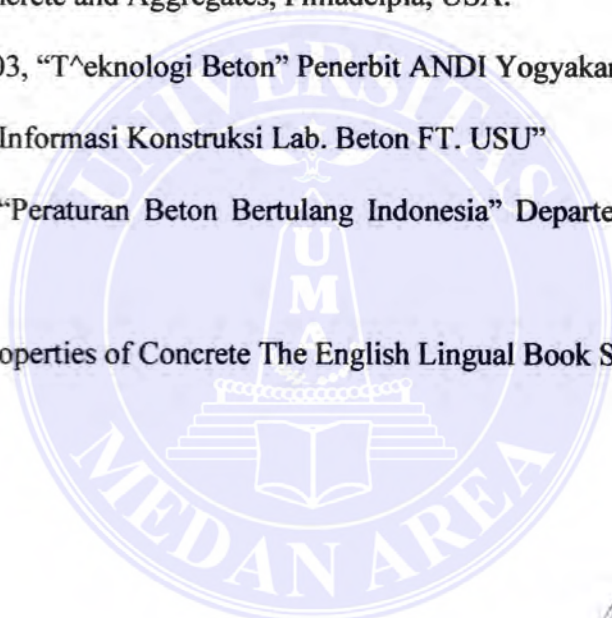 crete and Aggregates, Philadelpia, USA.
03, “T^eknologi Beton” Penerbit ANDI Yogyakar
Informasi Konstruksi Lab. Beton FT. USU”
“Peraturan Beton Bertulang Indonesia” Departe
UNIVERSITAS
U
M
A
operties of Concrete The English Lingual Book S
MEDAN AREA